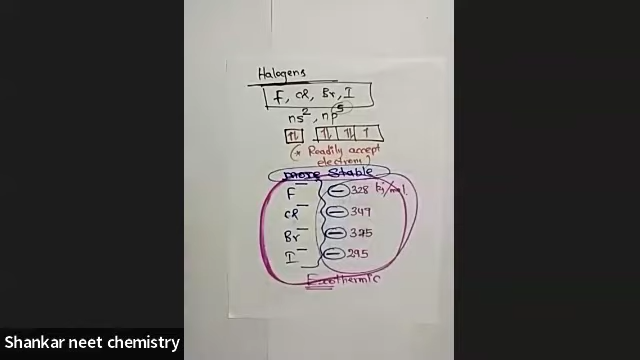 Halogens
F, Cl, Br, I
ns², np⁵
(* Readily accept
electron)
more Stable
F⁻ -328 kj/mol.
Cl⁻ -349
Br⁻ -325
I⁻ -295
Exothermic
Shankar neet chemistry